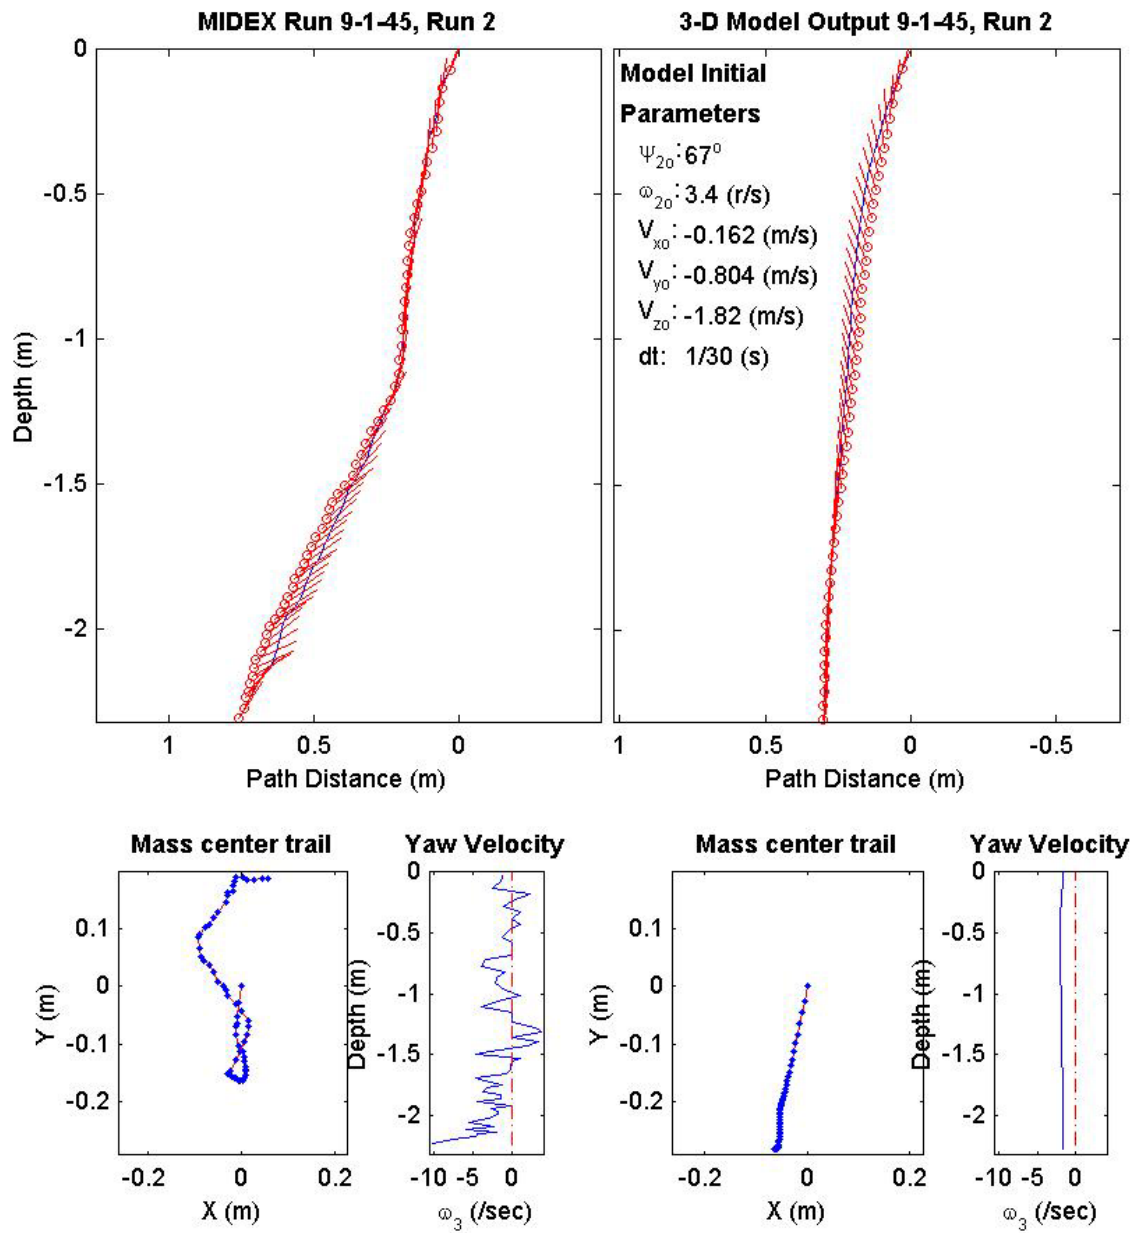 MIDEX Run 9-1-45, Run 2
3-D Model Output 9-1-45, Run 2
Model Initial
Parameters
Ψ2o: 67°
ω2o: 3.4 (r/s)
Vxo: -0.162 (m/s)
Vyo: -0.804 (m/s)
Vzo: -1.82 (m/s)
dt: 1/30 (s)
0
-0.5
-1
-1.5
-2
Depth (m)
1 0.5 0
1 0.5 0 -0.5
Path Distance (m)
Path Distance (m)
Mass center trail
Yaw Velocity
Mass center trail
Yaw Velocity
0.1
0
-0.1
-0.2
Y (m)
-0.2 0 0.2
X (m)
0
-0.5
-1
-1.5
-2
Depth (m)
-10 -5 0
ω3 (/sec)
0.1
0
-0.1
-0.2
Y (m)
-0.2 0 0.2
X (m)
0
-0.5
-1
-1.5
-2
Depth (m)
-10 -5 0
ω3 (/sec)